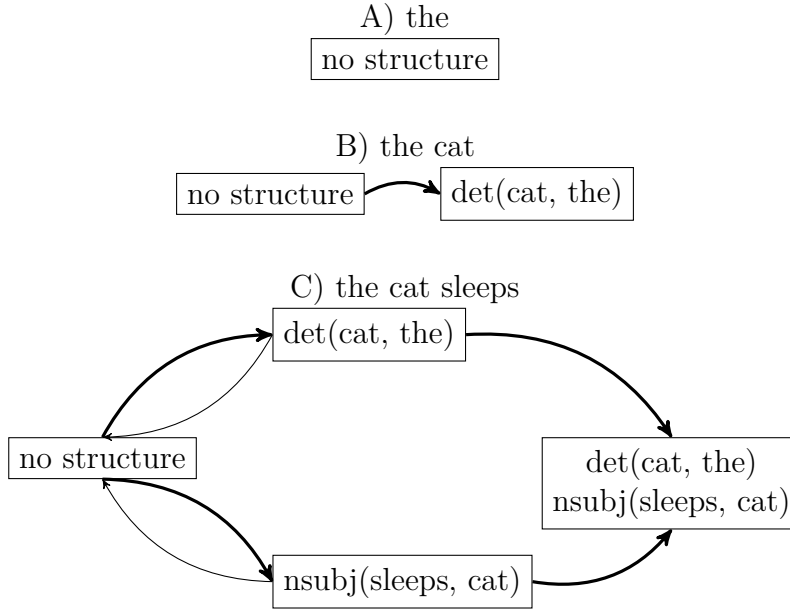 A) the
no structure
B) the cat
no structure
det(cat, the)
C) the cat sleeps
det(cat, the)
no structure
det(cat, the)
nsubj(sleeps, cat)
nsubj(sleeps, cat)